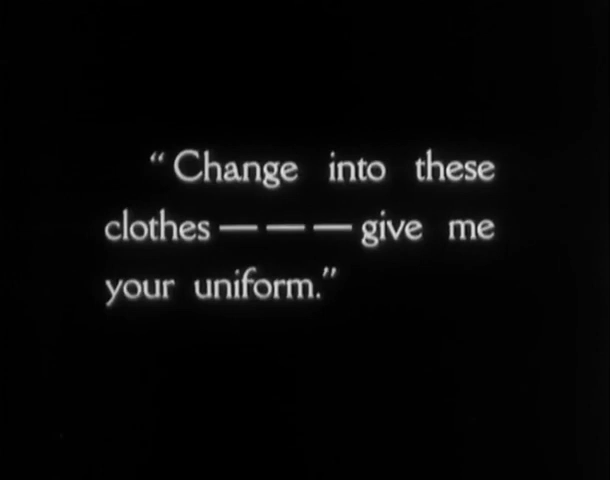 “Change into these
clothes — — — give me
your uniform.”